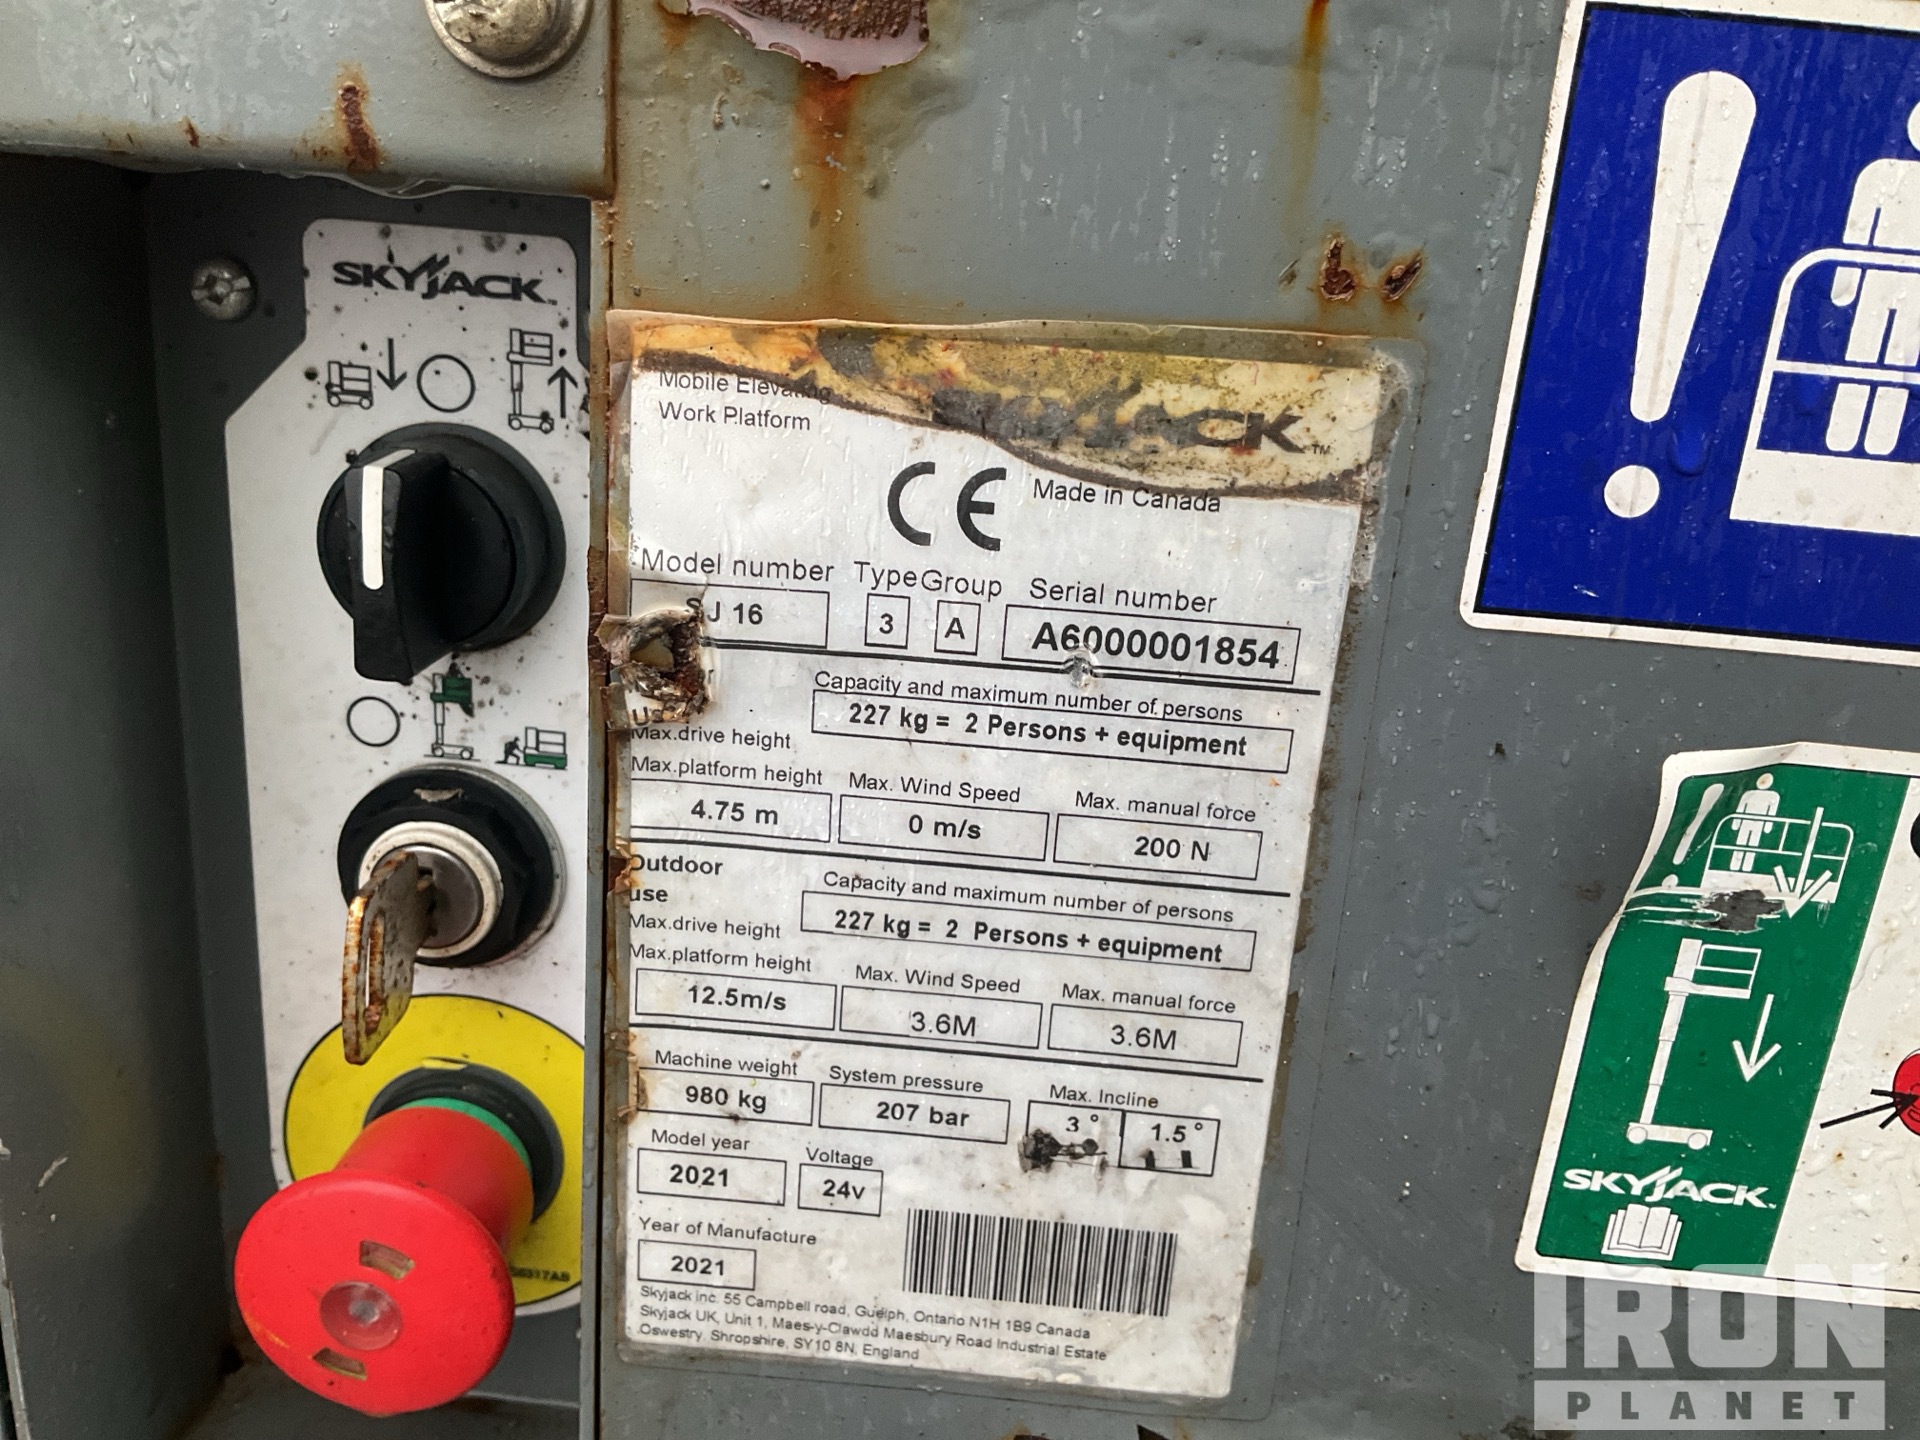 SKYJACK
Mobile Elevating
Work Platform
SKYJACK™
CE
Made in Canada
Model number Type Group Serial number
SJ 16 3 A A6000001854
Capacity and maximum number of persons
227 kg = 2 Persons + equipment
Max.drive height
Max.platform height Max. Wind Speed Max. manual force
4.75 m 0 m/s 200 N
Outdoor
use
Capacity and maximum number of persons
227 kg = 2 Persons + equipment
Max.drive height
Max.platform height Max. Wind Speed Max. manual force
12.5m/s 3.6M 3.6M
Machine weight System pressure Max. Incline
980 kg 207 bar 3° 1.5°
Model year Voltage
2021 24v
Year of Manufacture
2021
Skyjack inc. 55 Campbell road, Guelph, Ontario N1H 1B9 Canada
Skyjack UK, Unit 1, Maes-y-Clawdd Maesbury Road Industrial Estate
Oswestry. Shropshire, SY10 8N, England
SKYJACK
IRON
PLANET